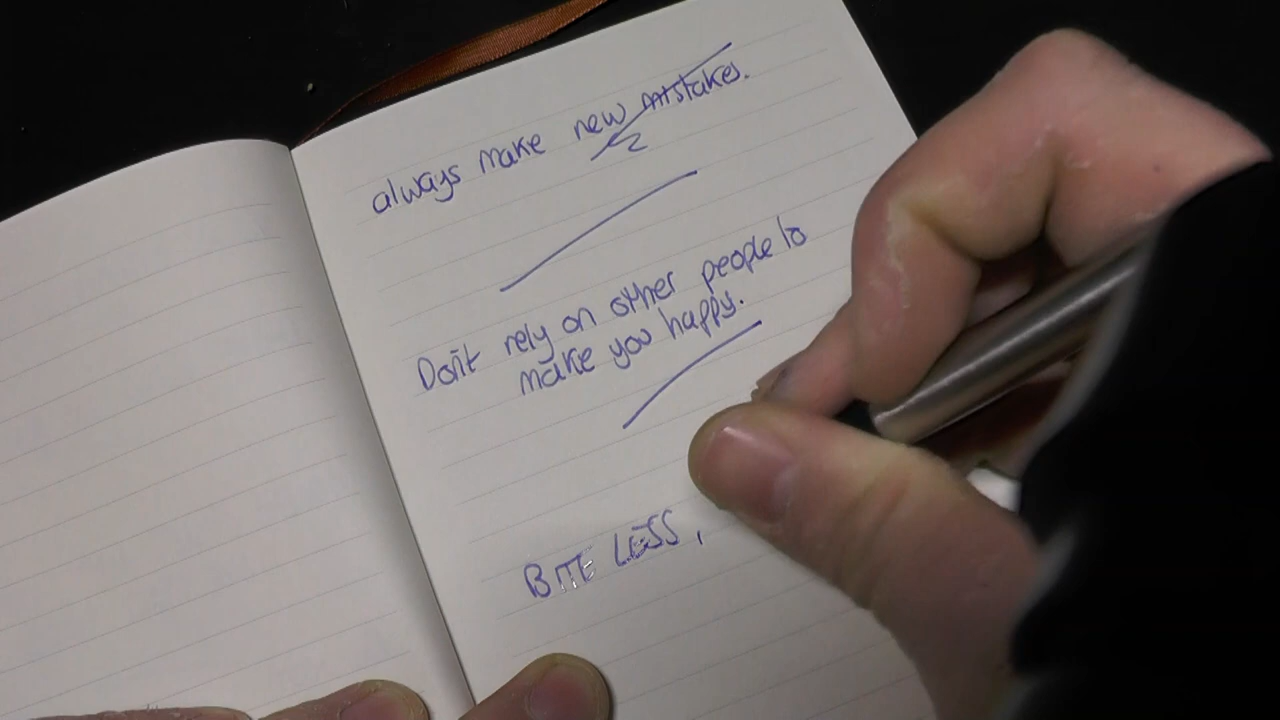 always make new mistakes.
Don't rely on other people to
make you happy.
BITE LESS,